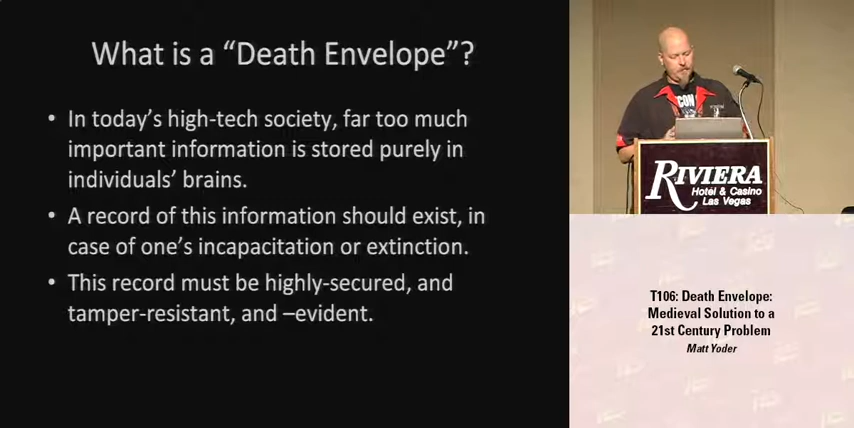 What is a “Death Envelope”?
• In today’s high-tech society, far too much
important information is stored purely in
individuals’ brains.
• A record of this information should exist, in
case of one’s incapacitation or extinction.
• This record must be highly-secured, and
tamper-resistant, and –evident.
CON
RIVIERA
Hotel & Casino
Las Vegas
T106: Death Envelope:
Medieval Solution to a
21st Century Problem
Matt Yoder